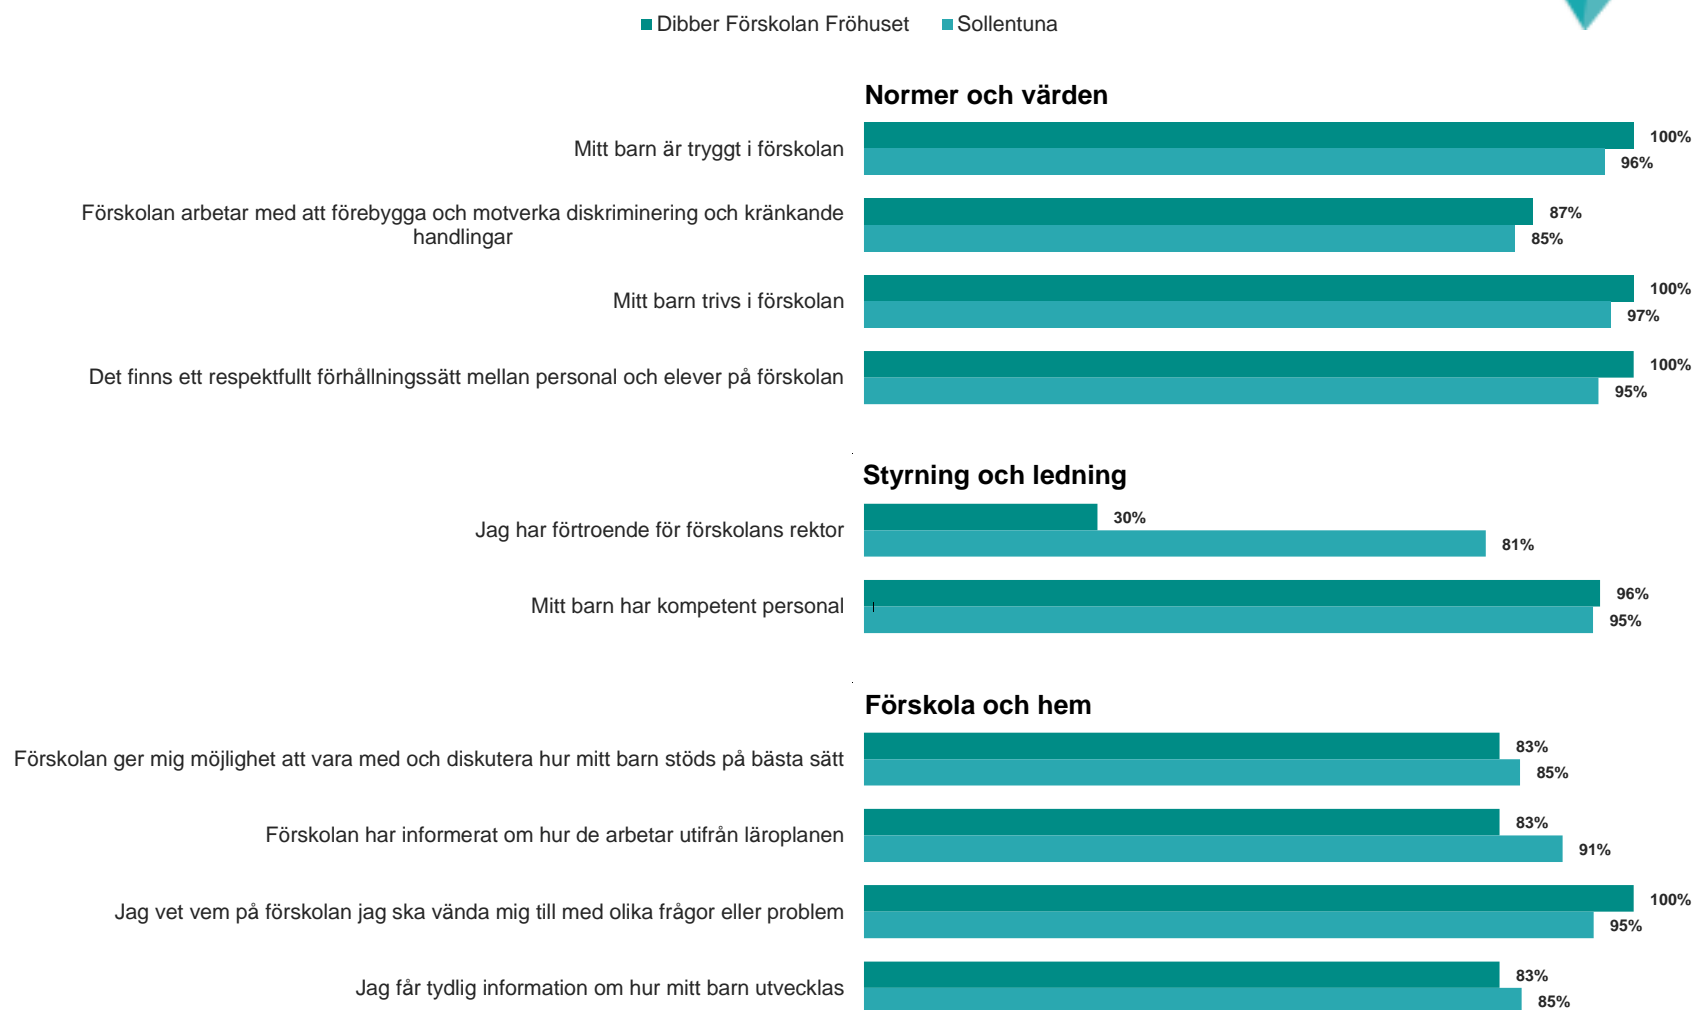 Dibber Förskolan Fröhuset Sollentuna
Normer och värden
Mitt barn är tryggt i förskolan
100%
96%
Förskolan arbetar med att förebygga och motverka diskriminering och kränkande
handlingar
87%
85%
Mitt barn trivs i förskolan
100%
97%
Det finns ett respektfullt förhållningssätt mellan personal och elever på förskolan
100%
95%
Styrning och ledning
Jag har förtroende för förskolans rektor
30%
81%
Mitt barn har kompetent personal
96%
95%
Förskola och hem
Förskolan ger mig möjlighet att vara med och diskutera hur mitt barn stöds på bästa sätt
83%
85%
Förskolan har informerat om hur de arbetar utifrån läroplanen
83%
91%
Jag vet vem på förskolan jag ska vända mig till med olika frågor eller problem
100%
95%
Jag får tydlig information om hur mitt barn utvecklas
83%
85%